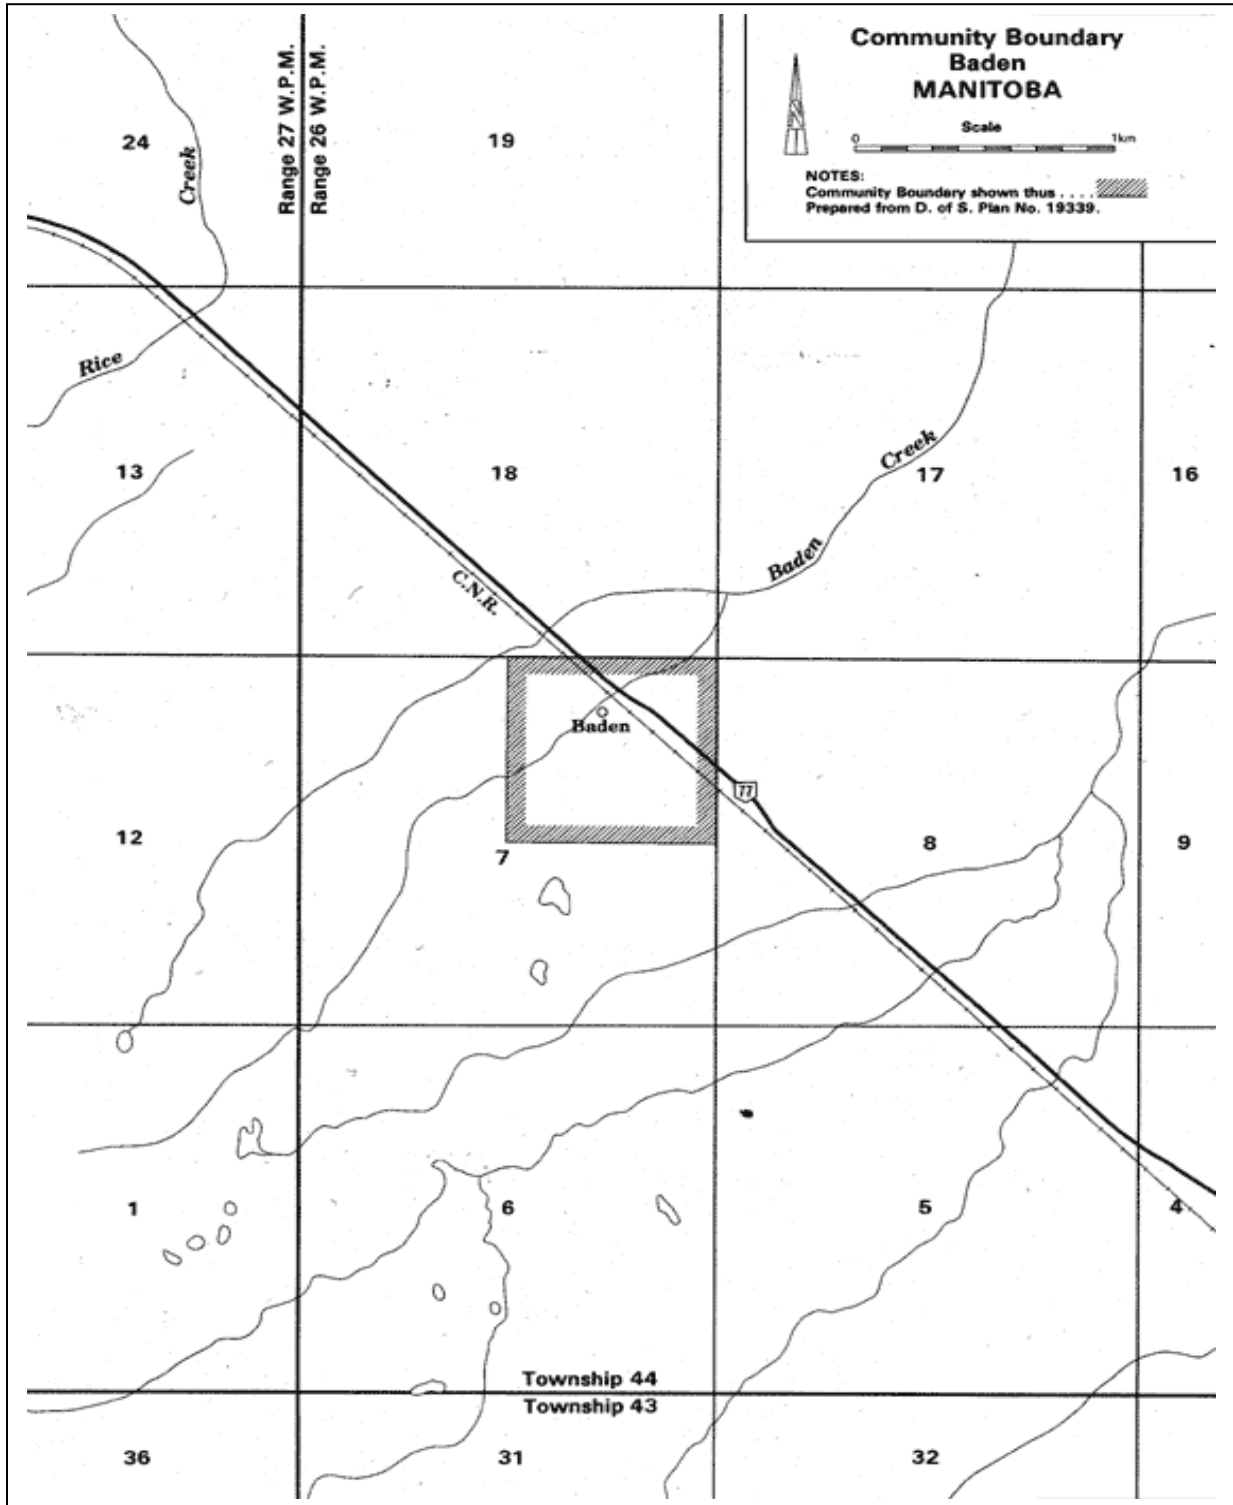 Community Boundary
Baden
MANITOBA
Scale
0 1km
NOTES:
Community Boundary shown thus . . . .
Prepared from D. of S. Plan No. 19339.
Range 27 W.P.M.
Range 26 W.P.M.
24
Creek
19
Rice
13
18
Creek
17
16
Baden
C.N.R.
Baden
77
12
7
8
9
1
6
5
4
Township 44
Township 43
36
31
32